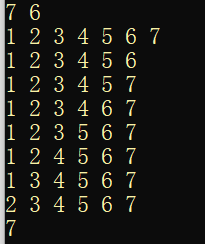 7 6
1 2 3 4 5 6 7
1 2 3 4 5 6
1 2 3 4 5 7
1 2 3 4 6 7
1 2 3 5 6 7
1 2 4 5 6 7
1 3 4 5 6 7
2 3 4 5 6 7
7